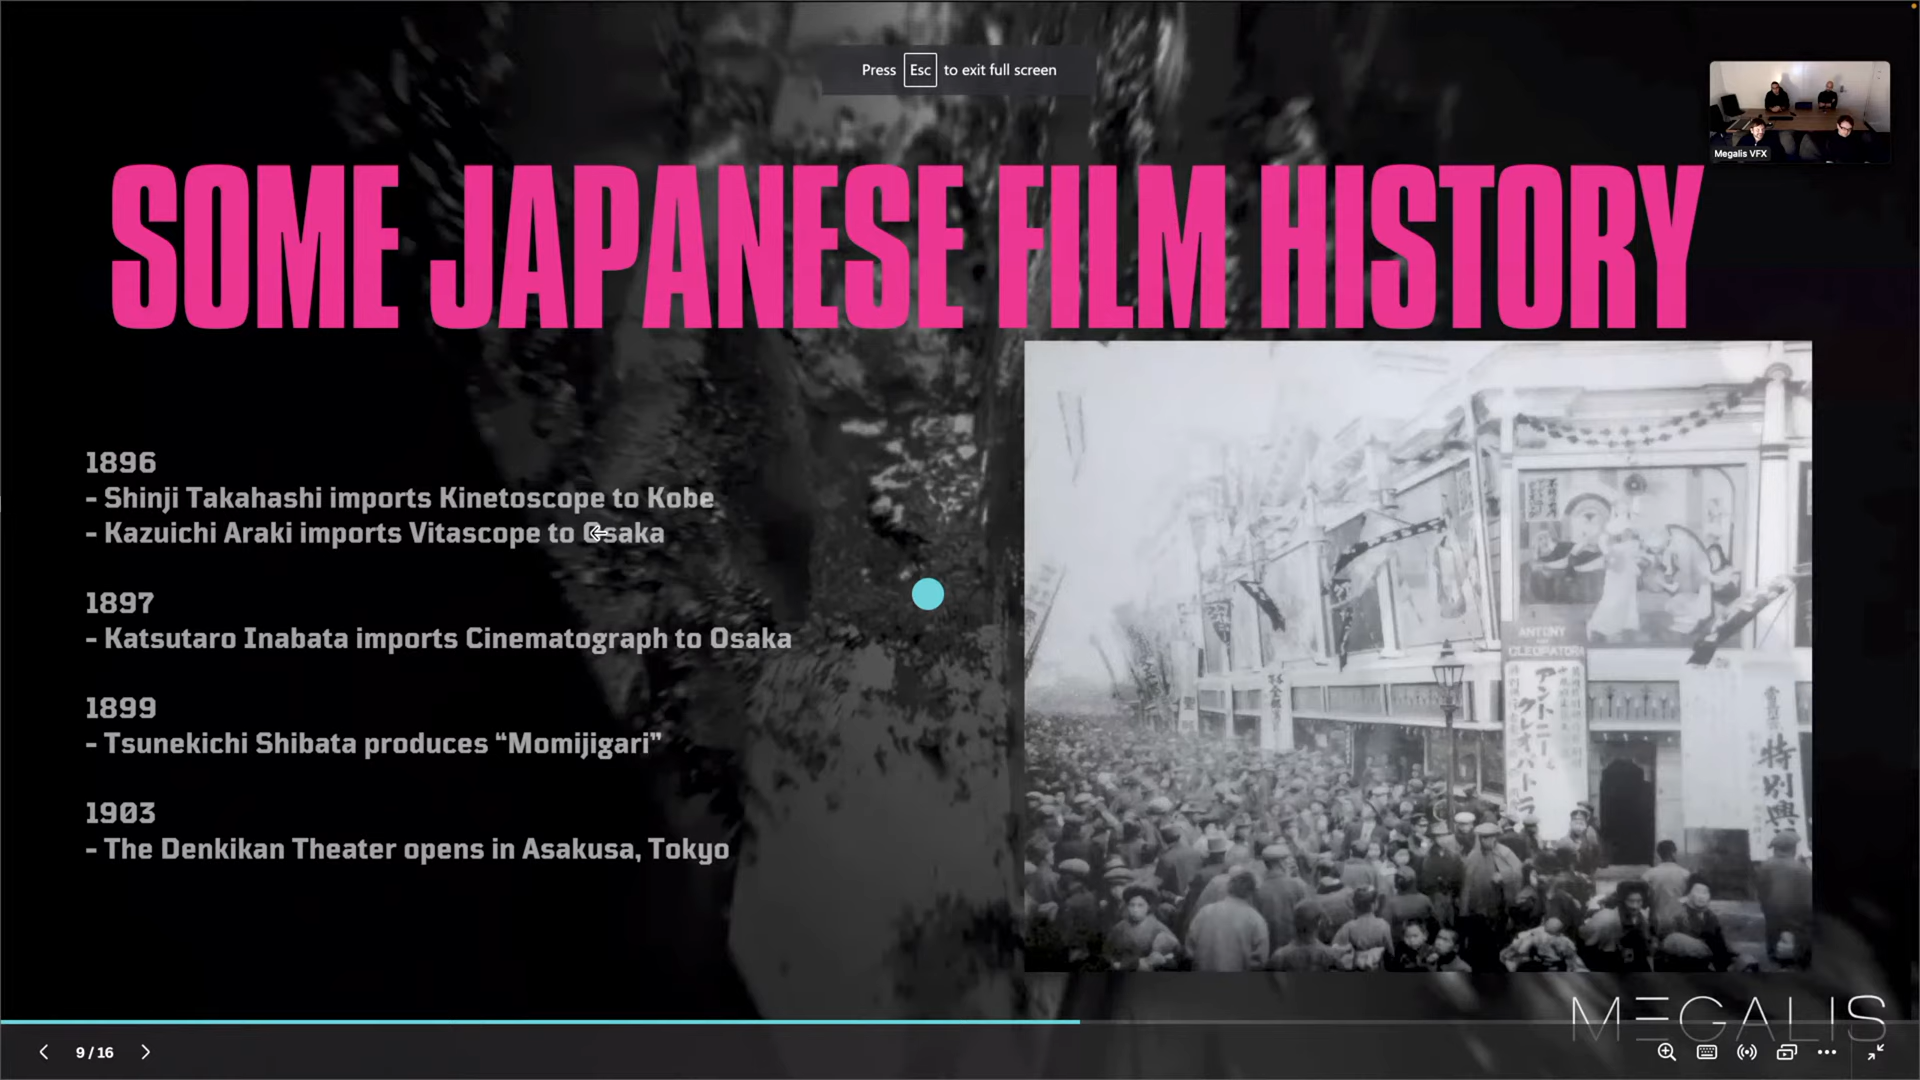 Press Esc to exit full screen
Megalis VFX
SOME JAPANESE FILM HISTORY
1896
- Shinji Takahashi imports Kinetoscope to Kobe
- Kazuichi Araki imports Vitascope to Osaka
1897
- Katsutaro Inabata imports Cinematograph to Osaka
1899
- Tsunekichi Shibata produces “Momijigari”
1903
- The Denkikan Theater opens in Asakusa, Tokyo
ANTONY
CLEOPATRA
アントニーとクレオパトラ
特別興
MEGALIS
9 / 16